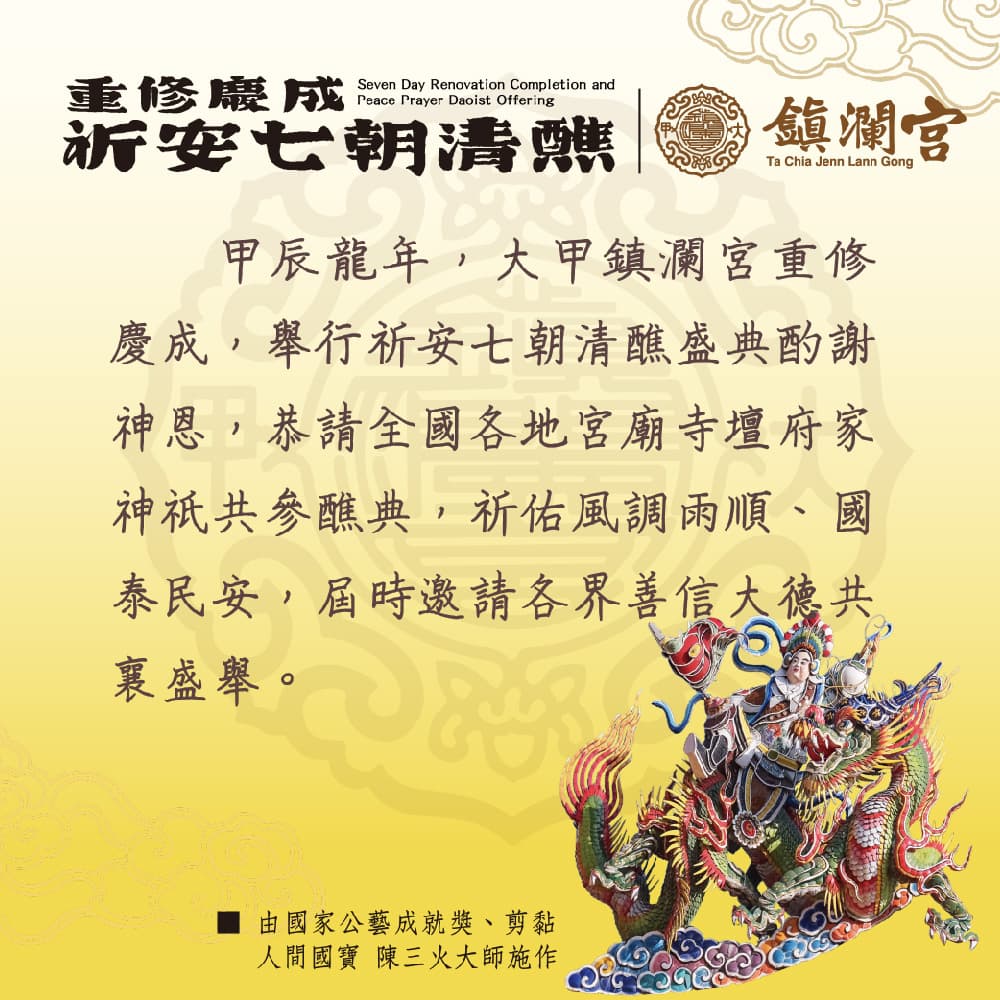 重修慶成
Seven Day Renovation Completion and
Peace Prayer Daoist Offering
祈安七朝清醮
甲 大
鎮瀾宮
Ta Chia Jenn Lann Gong
甲辰龍年，大甲鎮瀾宮重修
慶成，舉行祈安七朝清醮盛典酌謝
神恩，恭請全國各地宮廟寺壇府家
神祇共參醮典，祈佑風調雨順、國
泰民安，屆時邀請各界善信大德共
襄盛舉。
■ 由國家公藝成就獎、剪黏
人間國寶 陳三火大師施作